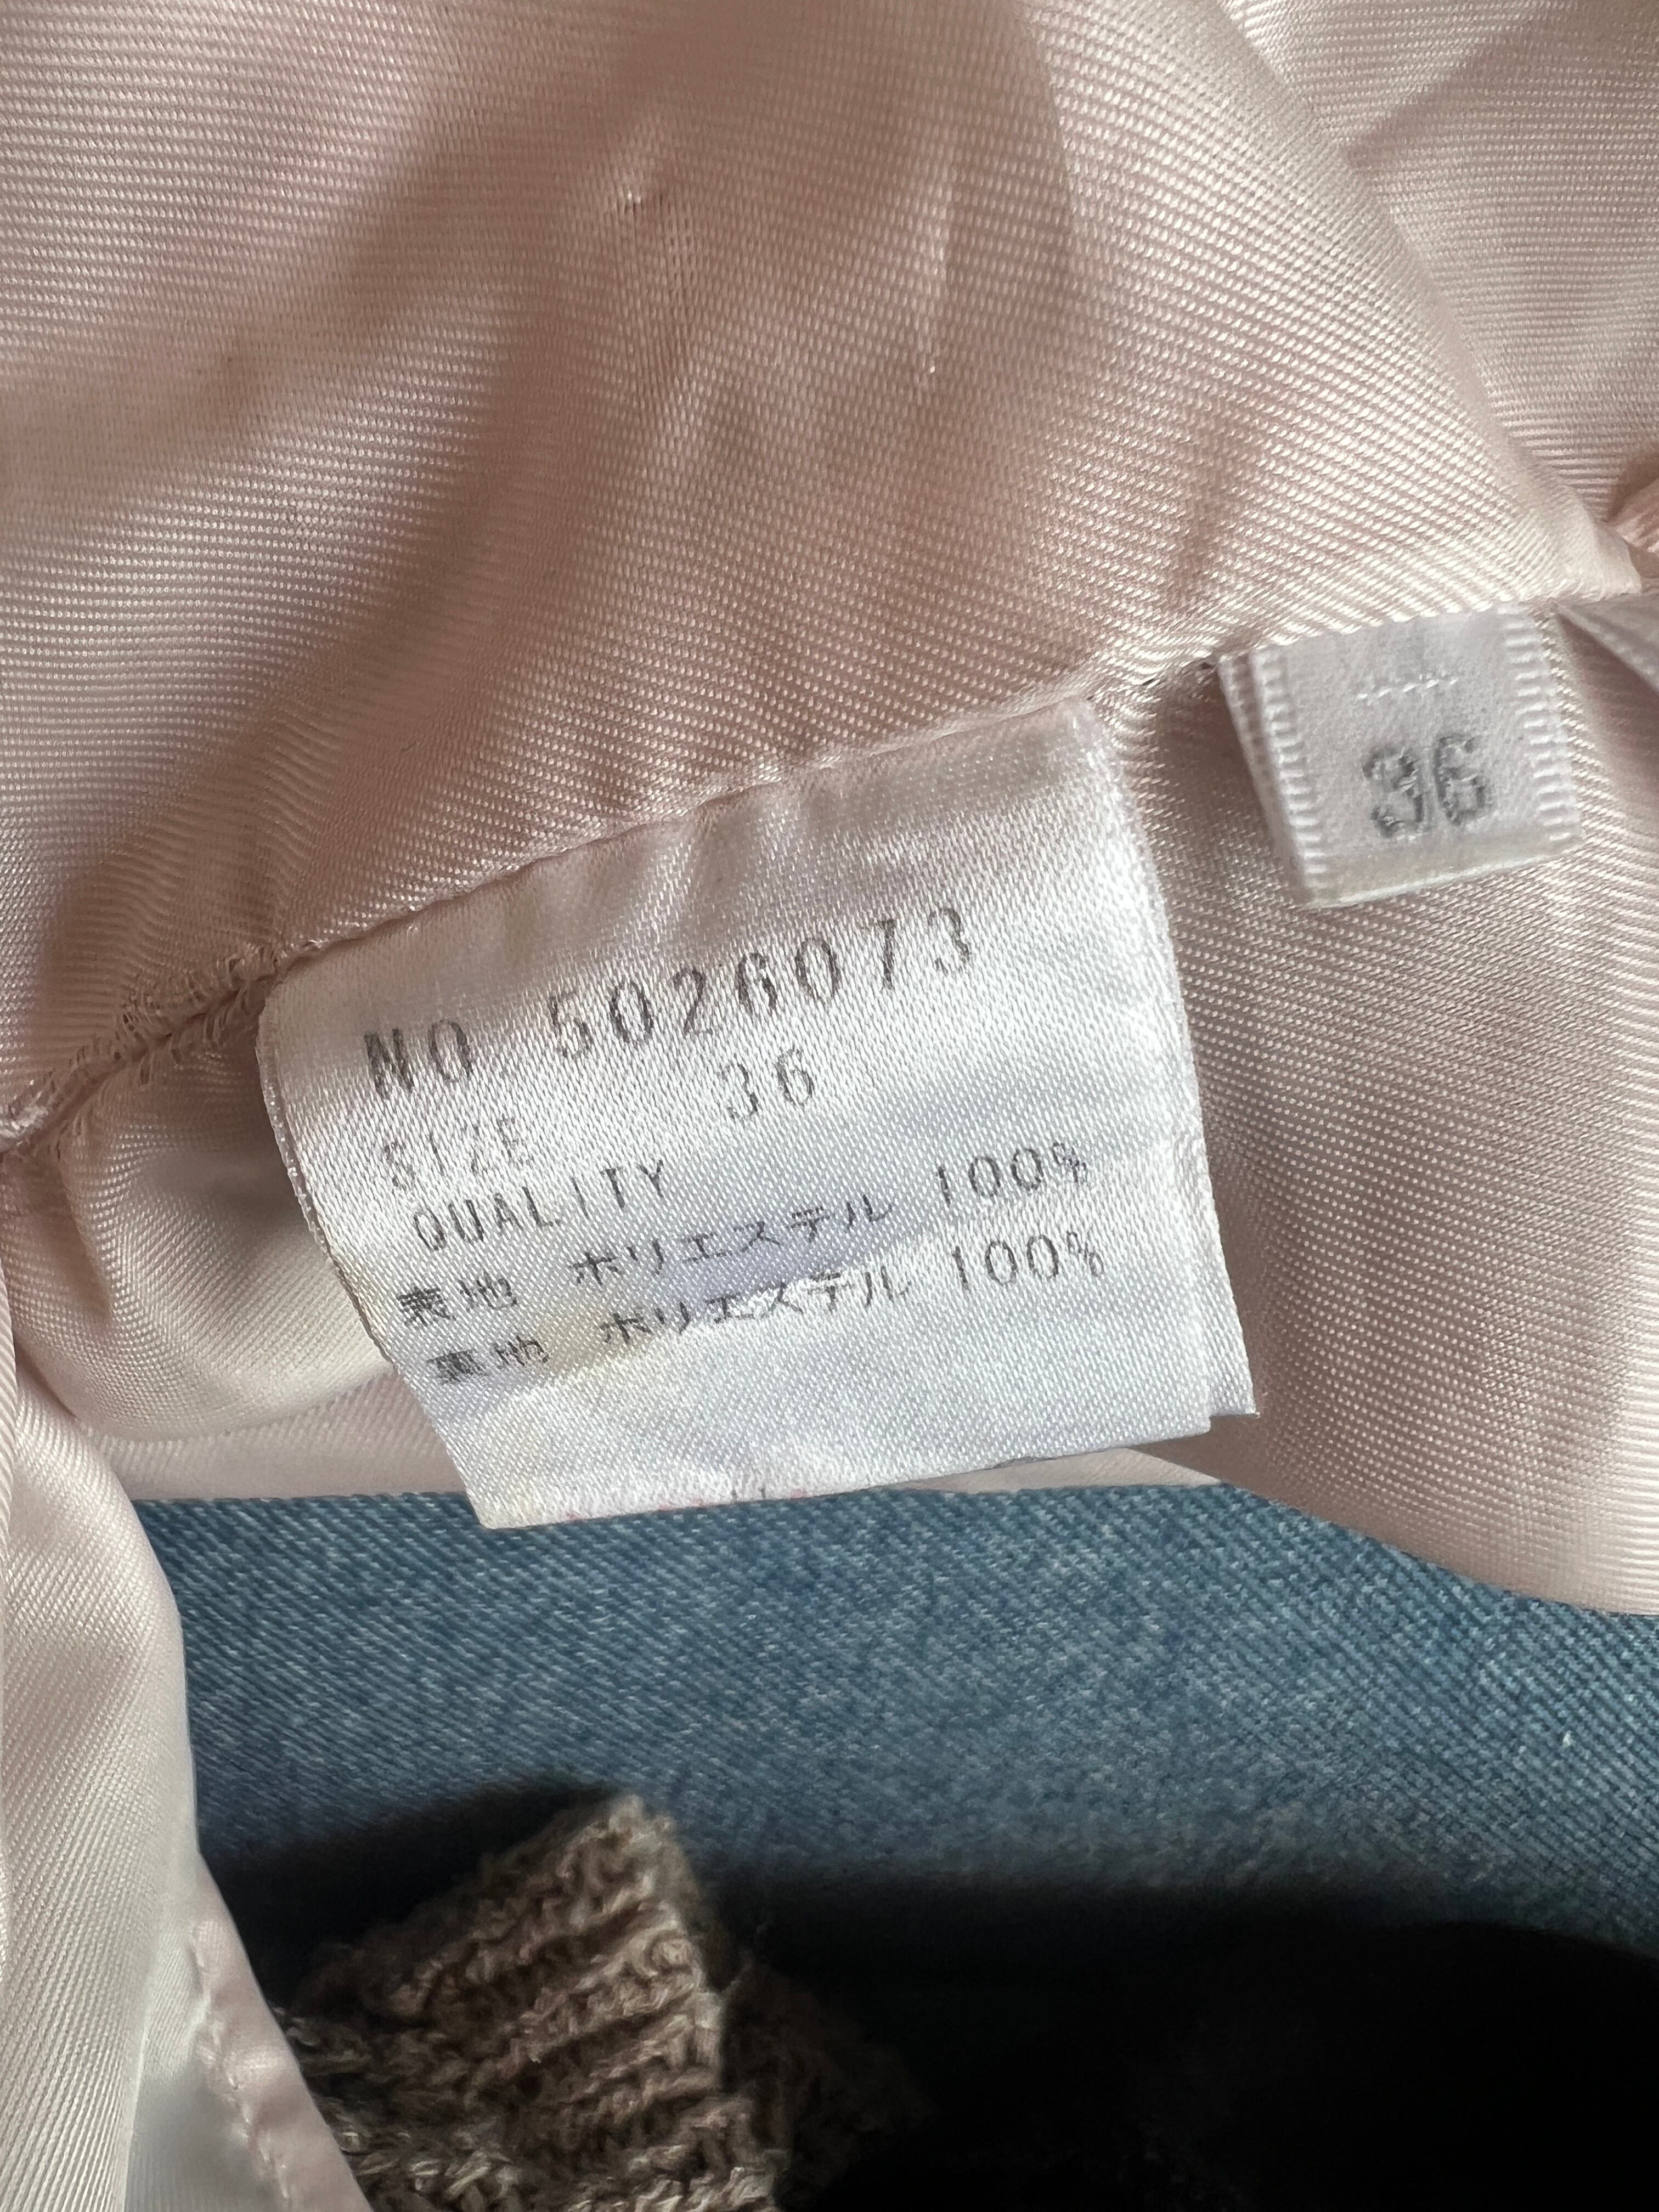 36
NO 5026073
SIZE 36
QUALITY
表地 ポリエステル 100%
裏地 ポリエステル 100%